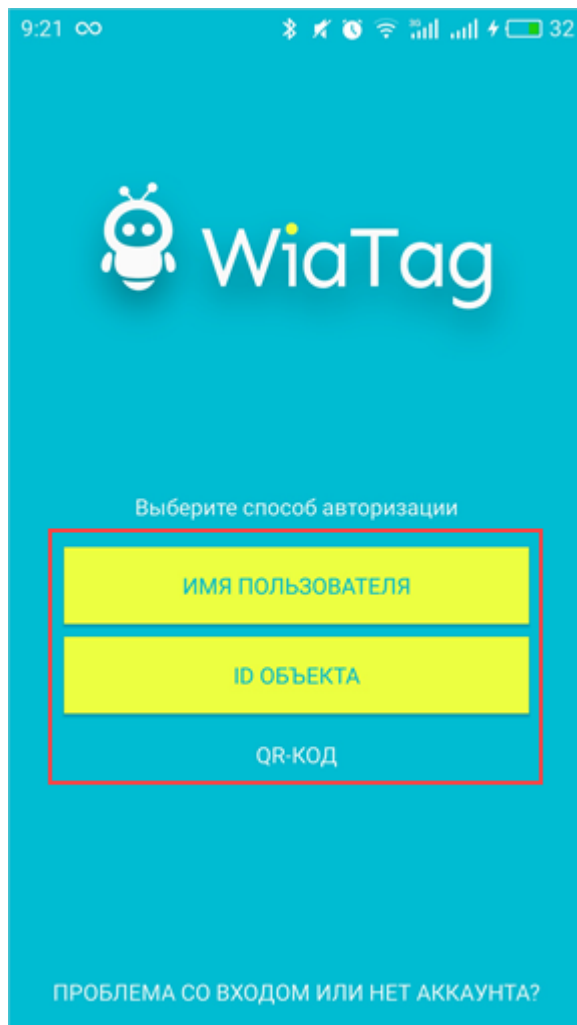 9:21
3G
32
WiaTag
Выберите способ авторизации
ИМЯ ПОЛЬЗОВАТЕЛЯ
ID ОБЪЕКТА
QR-КОД
ПРОБЛЕМА СО ВХОДОМ ИЛИ НЕТ АККАУНТА?